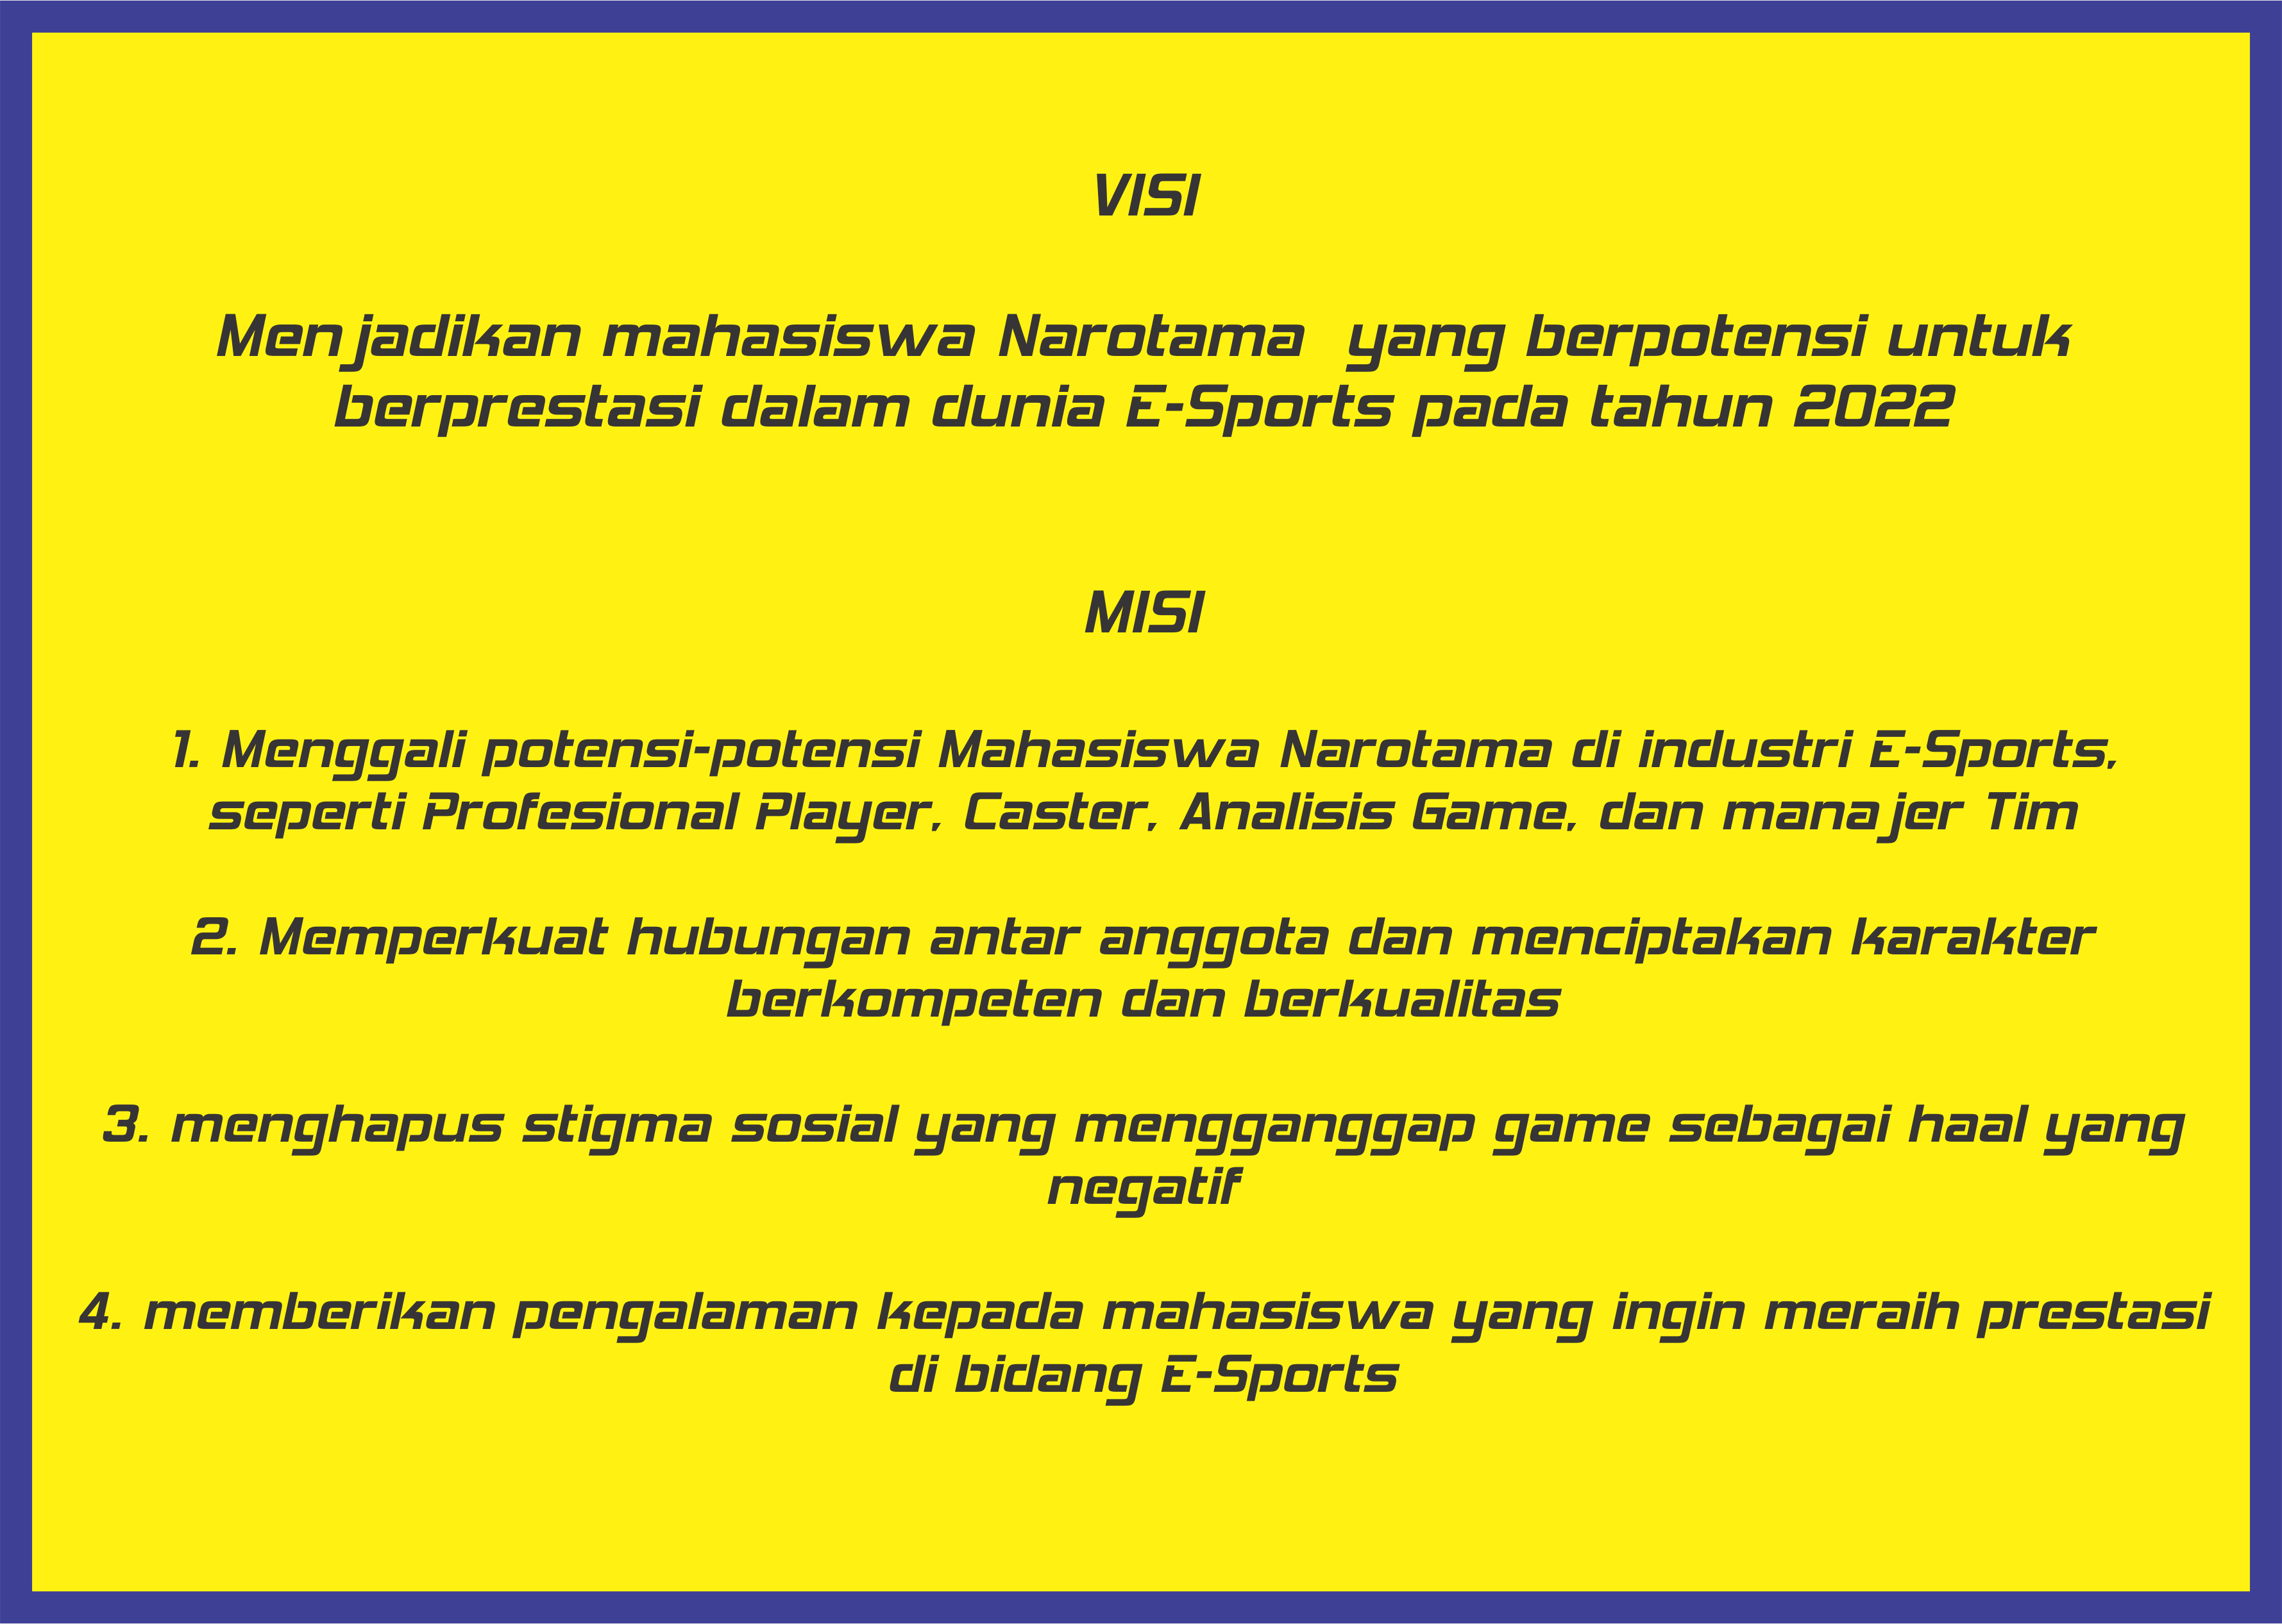 VISI
Menjadikan mahasiswa Narotama yang berpotensi untuk
berprestasi dalam dunia E-Sports pada tahun 2022
MISI
1. Menggali potensi-potensi Mahasiswa Narotama di industri E-Sports,
seperti Profesional Player, Caster, Analisis Game, dan manajer Tim
2. Memperkuat hubungan antar anggota dan menciptakan karakter
berkompeten dan berkualitas
3. menghapus stigma sosial yang mengganggap game sebagai haal yang
negatif
4. memberikan pengalaman kepada mahasiswa yang ingin meraih prestasi
di bidang E-Sports